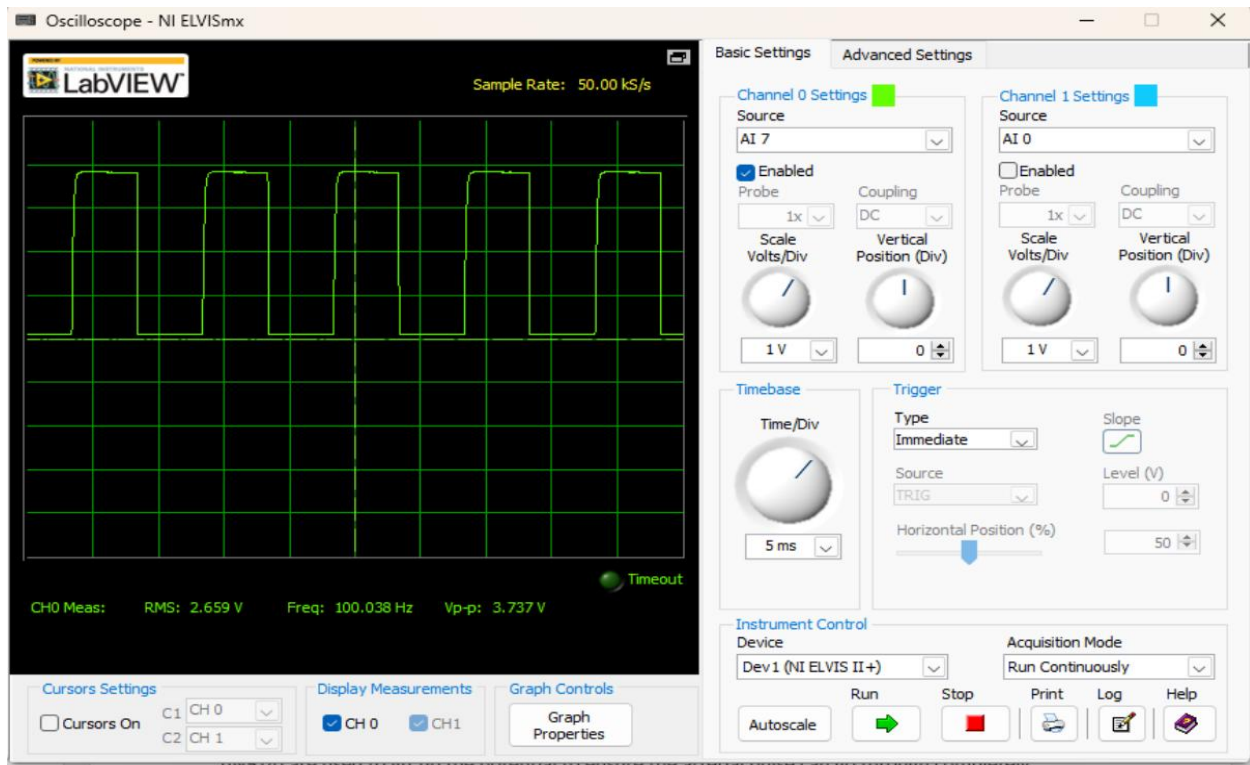 Oscilloscope - NI ELVISmx
POWERED BY
NATIONAL INSTRUMENTS
LabVIEW
Sample Rate: 50.00 kS/s
Timeout
CH0 Meas: RMS: 2.659 V Freq: 100.038 Hz Vp-p: 3.737 V
Cursors Settings
Cursors On
C1 CH 0
C2 CH 1
Display Measurements
CH 0 CH1
Graph Controls
Graph
Properties
Basic Settings Advanced Settings
Channel 0 Settings
Source
AI 7
Enabled
Probe Coupling
1x DC
Scale Vertical
Volts/Div Position (Div)
1 V 0
Channel 1 Settings
Source
AI 0
Enabled
Probe Coupling
1x DC
Scale Vertical
Volts/Div Position (Div)
1 V 0
Timebase
Time/Div
5 ms
Trigger
Type Slope
Immediate
Source Level (V)
TRIG 0
Horizontal Position (%)
50
Instrument Control
Device Acquisition Mode
Dev1 (NI ELVIS II+) Run Continuously
Run Stop Print Log Help
Autoscale